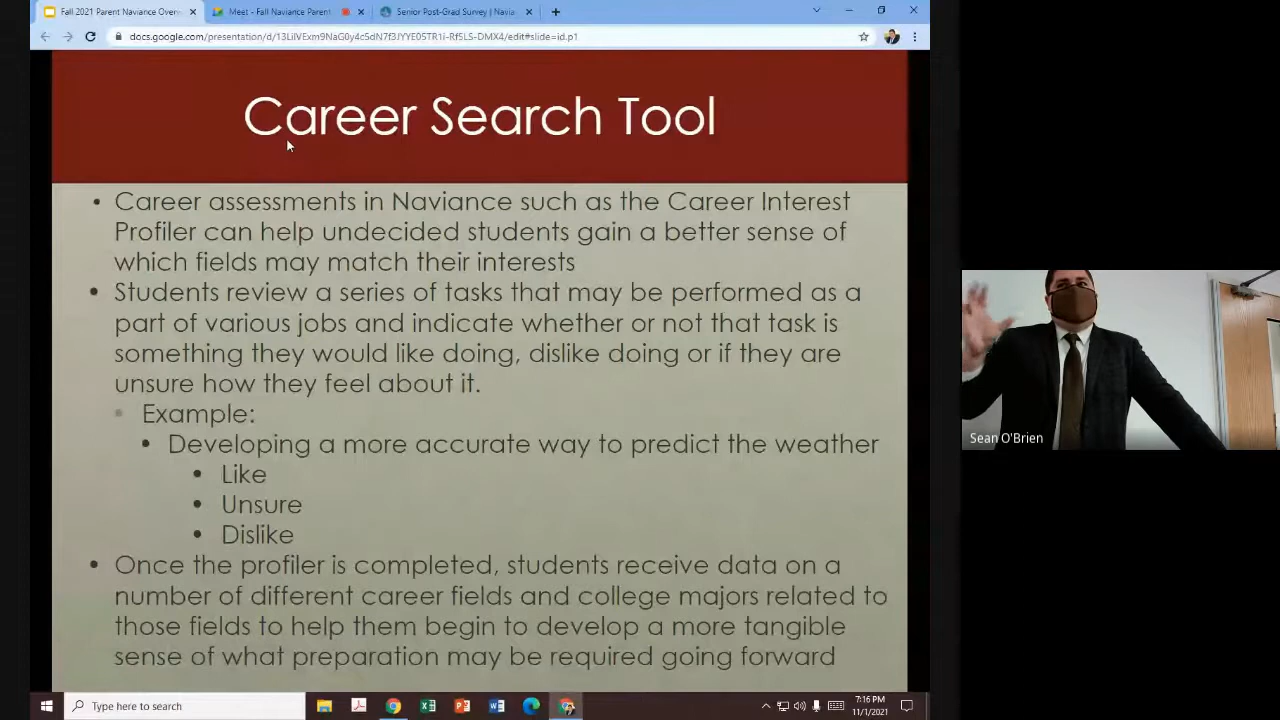 Fall 2021 Parent Naviance Over
Meet - Fall Naviance Parent
Senior Post-Grad Survey | Navia
Career Search Tool
• Career assessments in Naviance such as the Career Interest
Profiler can help undecided students gain a better sense of
which fields may match their interests
• Students review a series of tasks that may be performed as a
part of various jobs and indicate whether or not that task is
something they would like doing, dislike doing or if they are
unsure how they feel about it.
Example:
• Developing a more accurate way to predict the weather
• Like
• Unsure
• Dislike
• Once the profiler is completed, students receive data on a
number of different career fields and college majors related to
those fields to help them begin to develop a more tangible
sense of what preparation may be required going forward
Sean O'Brien
Type here to search
7:16 PM
11/1/2021